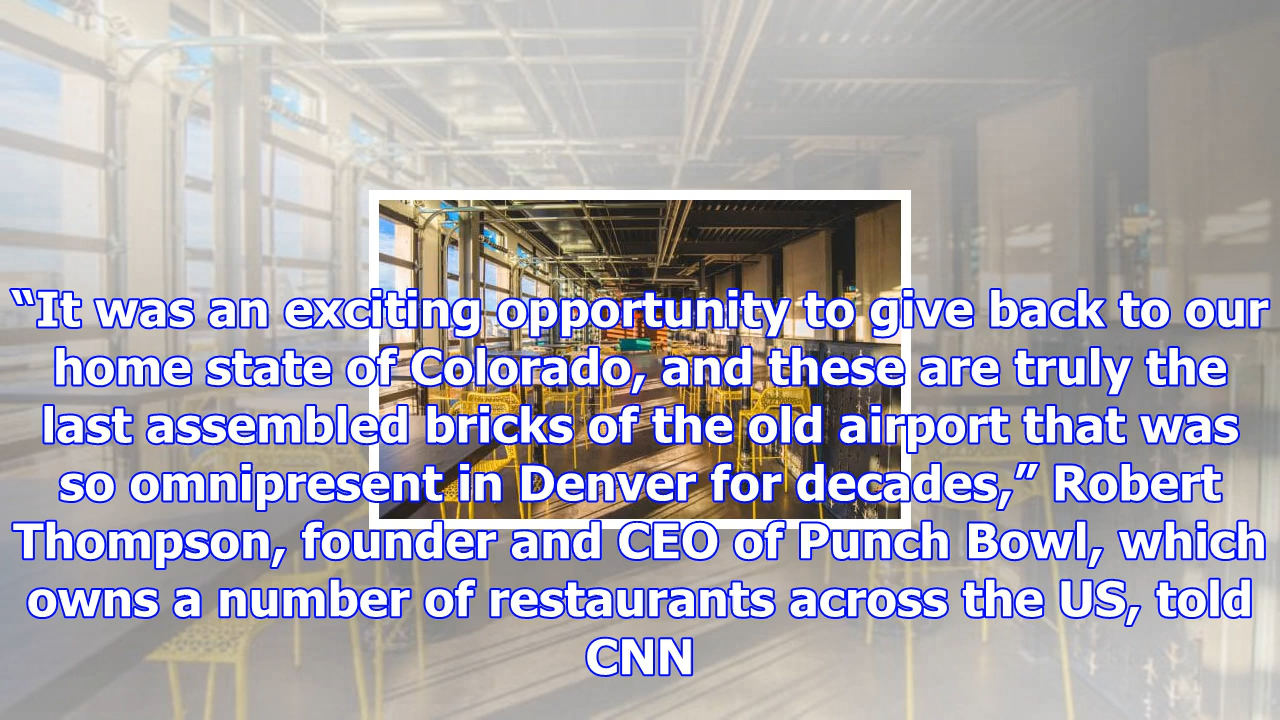 “It was an exciting opportunity to give back to our
home state of Colorado, and these are truly the
last assembled bricks of the old airport that was
so omnipresent in Denver for decades,” Robert
Thompson, founder and CEO of Punch Bowl, which
owns a number of restaurants across the US, told
CNN